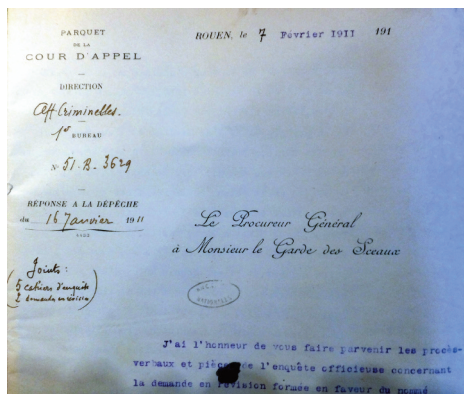 PARQUET
DE LA
COUR D'APPEL
DIRECTION
Aff Criminelles.
1er BUREAU
No 51.B.3629
RÉPONSE A LA DÉPÊCHE
du 16 Janvier 1911
Joints :
5 cahiers d'enquête
2 demandes en révision
ROUEN, le 7 Février 1911 191
Le Procureur Général
à Monsieur le Garde des Sceaux
J'ai l'honneur de vous faire parvenir les procès-
verbaux et pièces de l'enquête officieuse concernant
la demande en révision formée en faveur du nommé